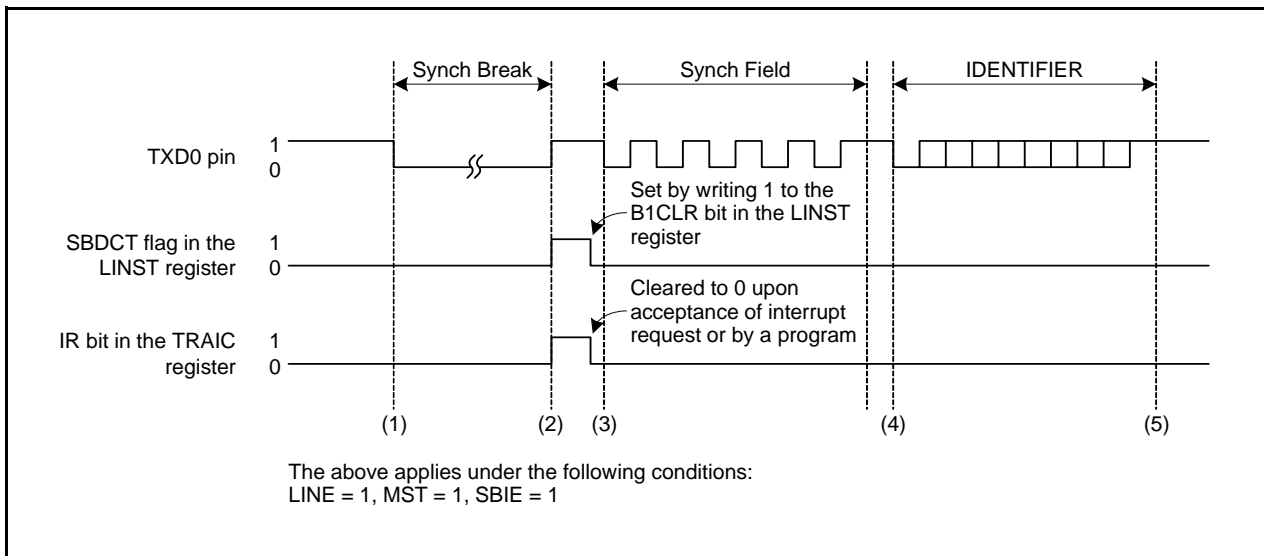 Synch Break
Synch Field
IDENTIFIER
TXD0 pin
1
0
Set by writing 1 to the
B1CLR bit in the LINST
register
SBDCT flag in the
LINST register
1
0
Cleared to 0 upon
acceptance of interrupt
request or by a program
IR bit in the TRAIC
register
1
0
(1)
(2)
(3)
(4)
(5)
The above applies under the following conditions:
LINE = 1, MST = 1, SBIE = 1